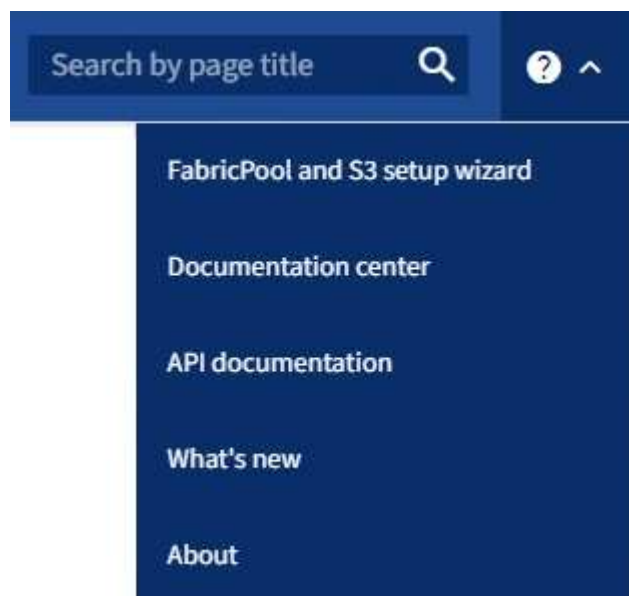 Search by page title
FabricPool and S3 setup wizard
Documentation center
API documentation
What's new
About